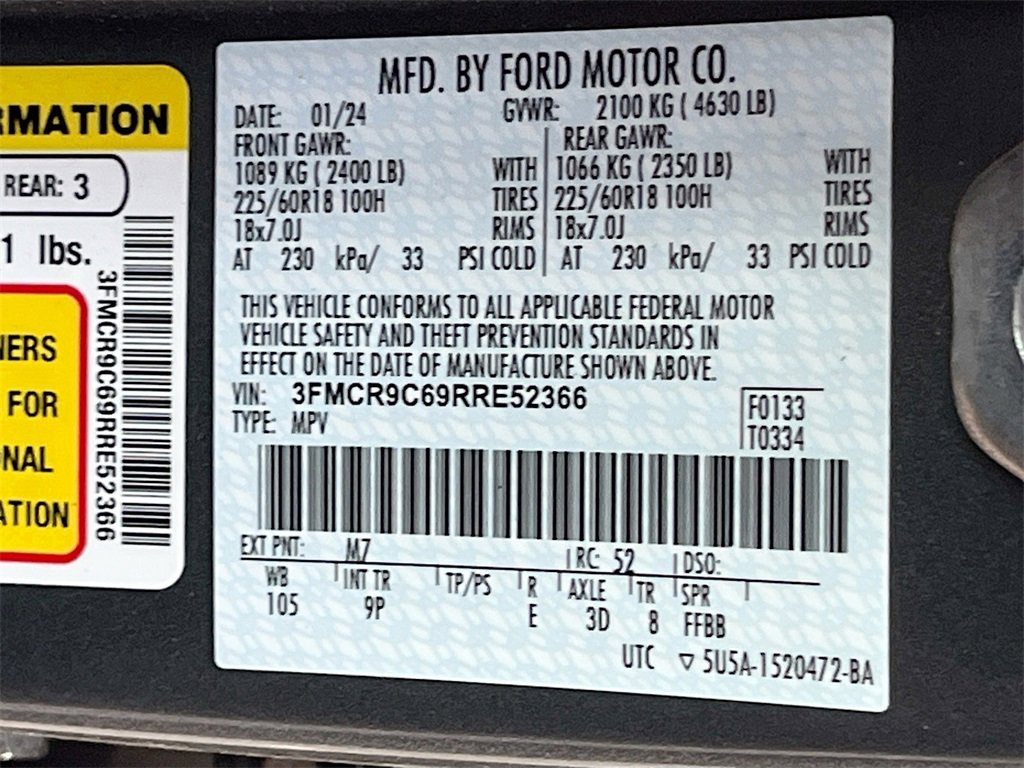 RMATION
REAR: 3
1 lbs.
3FMCR9C69RRE52366
NERS
FOR
NAL
ATION
MFD. BY FORD MOTOR CO.
DATE: 01/24 GVWR: 2100 KG ( 4630 LB)
FRONT GAWR: REAR GAWR:
1089 KG ( 2400 LB) WITH 1066 KG ( 2350 LB) WITH
225/60R18 100H TIRES 225/60R18 100H TIRES
18x7.0J RIMS 18x7.0J RIMS
AT 230 kPa/ 33 PSI COLD AT 230 kPa/ 33 PSI COLD
THIS VEHICLE CONFORMS TO ALL APPLICABLE FEDERAL MOTOR
VEHICLE SAFETY AND THEFT PREVENTION STANDARDS IN
EFFECT ON THE DATE OF MANUFACTURE SHOWN ABOVE.
VIN: 3FMCR9C69RRE52366
TYPE: MPV
F0133
T0334
EXT PNT: M7 RC: 52 DSO:
WB INT TR TP/PS R AXLE TR SPR
105 9P E 3D 8 FFBB
UTC ▽ 5U5A-1520472-BA